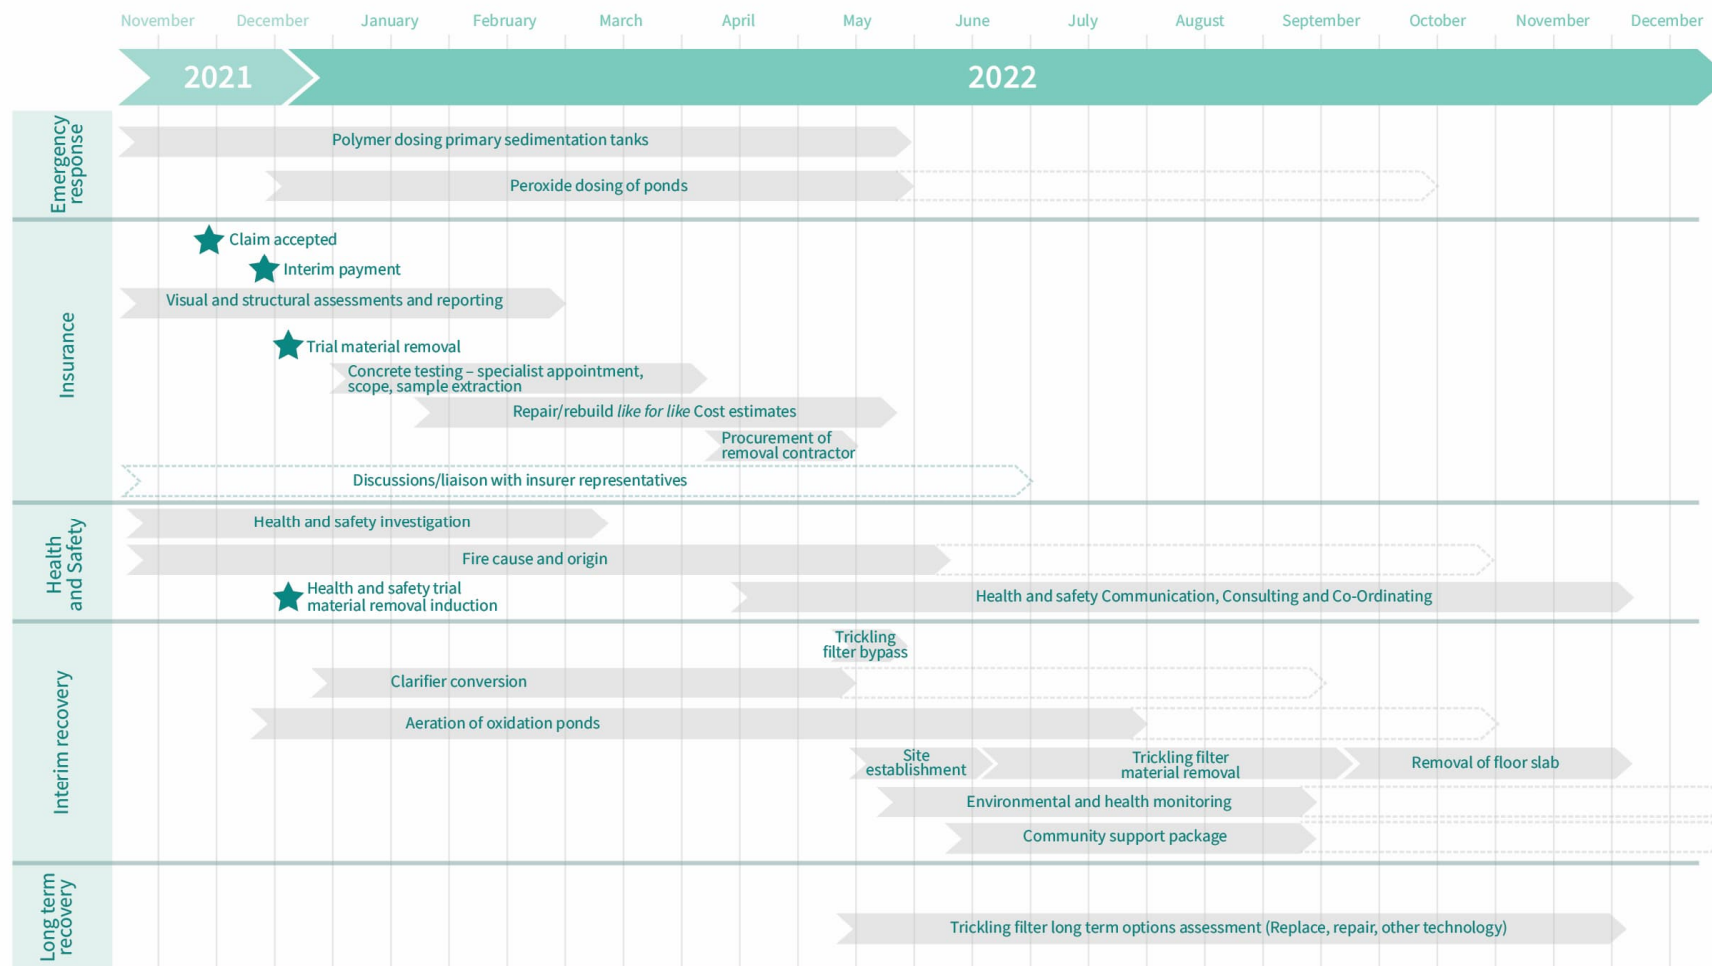 November December January February March April May June July August September October November December
2021 2022
Emergency
response
Polymer dosing primary sedimentation tanks
Peroxide dosing of ponds
Insurance
Claim accepted
Interim payment
Visual and structural assessments and reporting
Trial material removal
Concrete testing – specialist appointment,
scope, sample extraction
Repair/rebuild like for like Cost estimates
Procurement of
removal contractor
Discussions/liaison with insurer representatives
Health
and Safety
Health and safety investigation
Fire cause and origin
Health and safety trial
material removal induction
Health and safety Communication, Consulting and Co-Ordinating
Interim recovery
Trickling
filter bypass
Clarifier conversion
Aeration of oxidation ponds
Site
establishment
Trickling filter
material removal
Removal of floor slab
Environmental and health monitoring
Community support package
Long term
recovery
Trickling filter long term options assessment (Replace, repair, other technology)